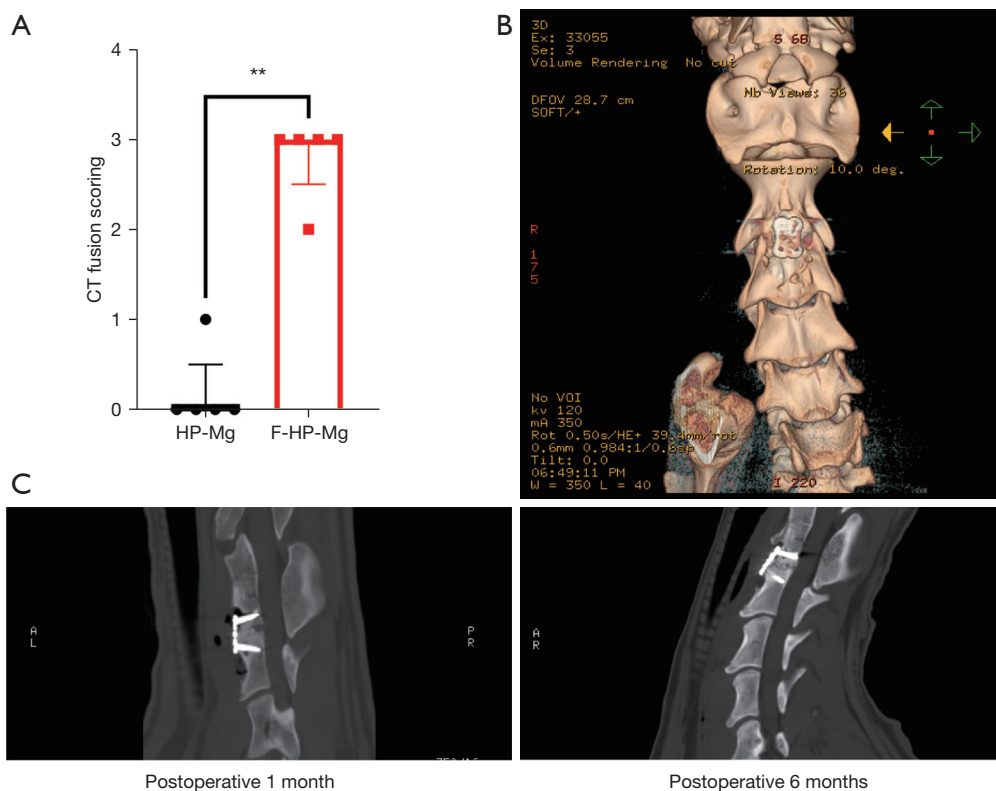 A
4
3
2
1
0
CT fusion scoring
**
HP-Mg
F-HP-Mg
B
3D
Ex: 33055
Se: 3
Volume Rendering No cut
DFOV 28.7 cm
SOFT/+
S 68
Nb Views: 36
Rotation: 10.0 deg.
R
1
7
5
No VOI
kv 120
mA 350
Rot 0.50s/HE+ 39.4mm/rot
0.6mm 0.984:1/0.6sp
Tilt: 0.0
06:49:11 PM
W = 350 L = 40
I 220
C
A
L
P
R
Postoperative 1 month
A
R
Postoperative 6 months